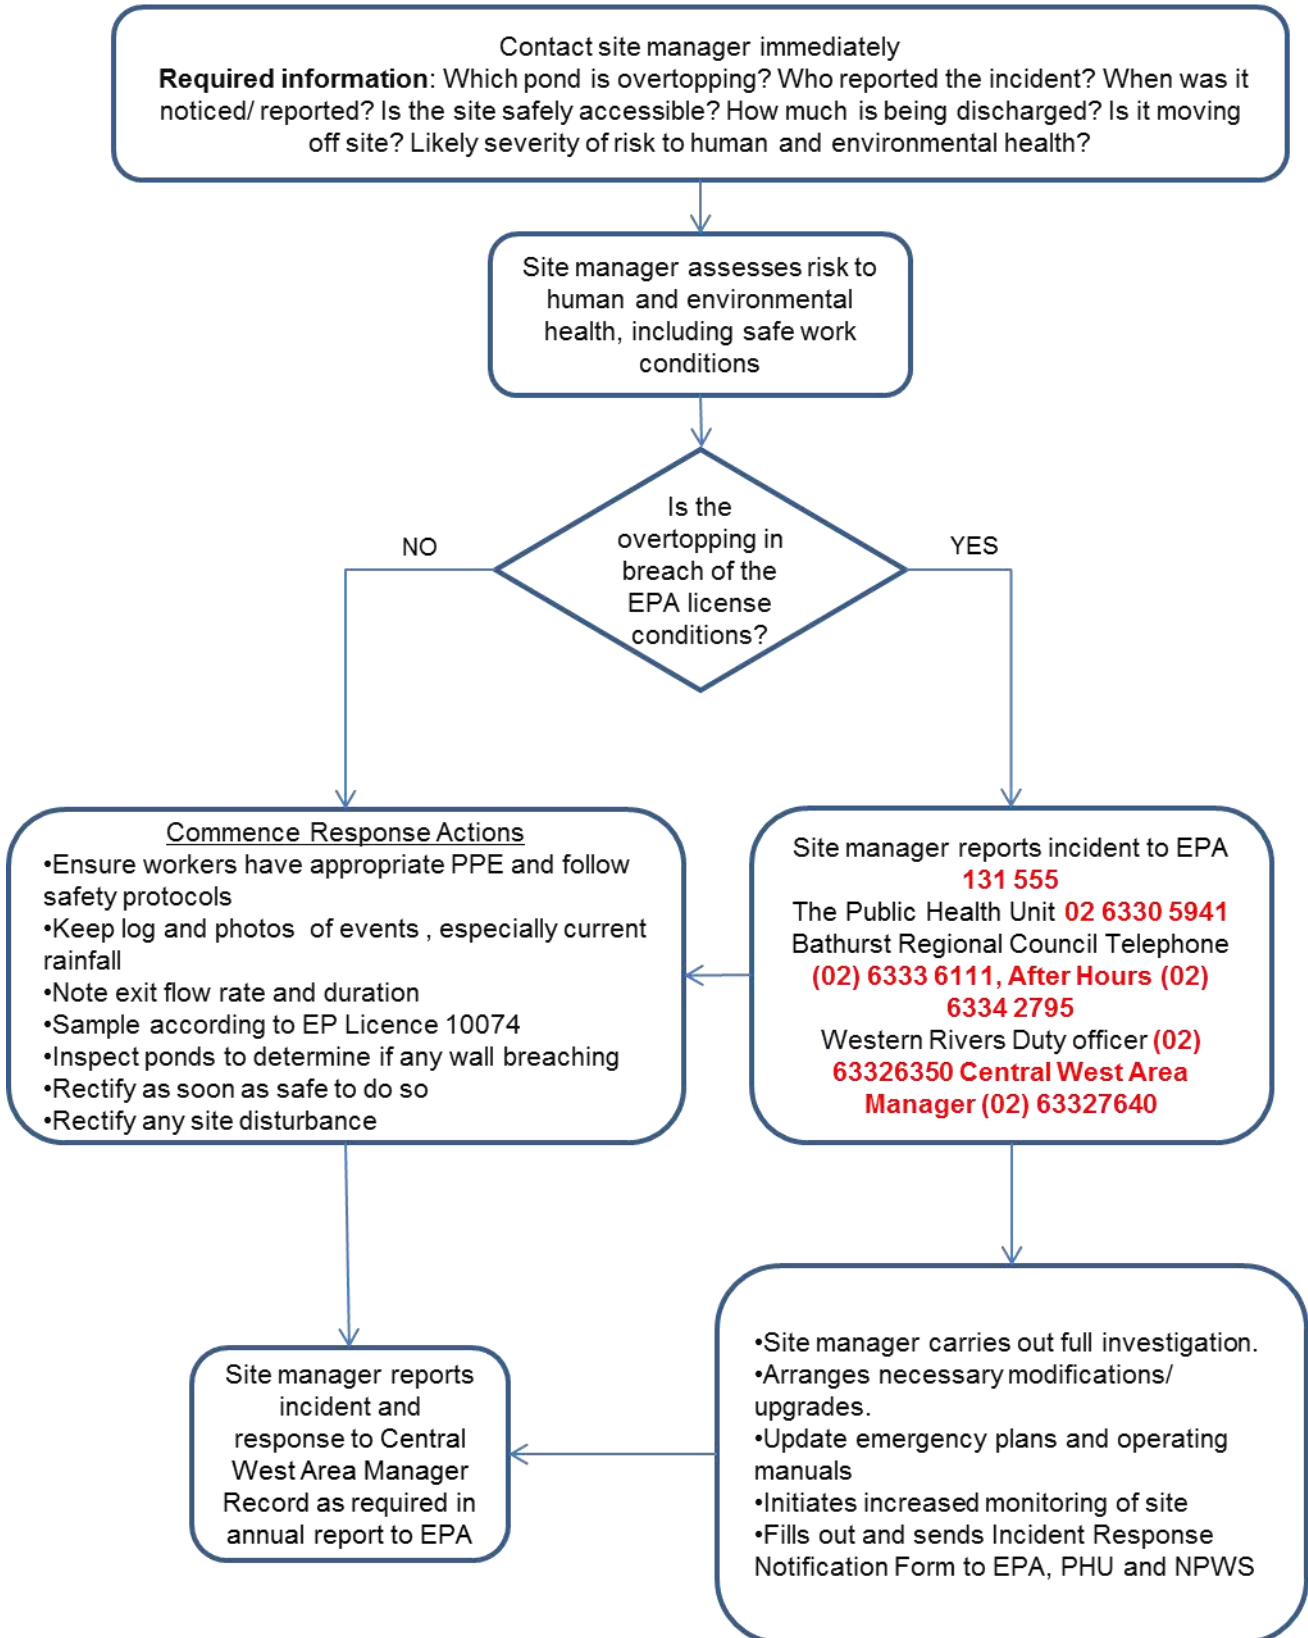 Contact site manager immediately
Required information: Which pond is overtopping? Who reported the incident? When was it
noticed/ reported? Is the site safely accessible? How much is being discharged? Is it moving
off site? Likely severity of risk to human and environmental health?
Site manager assesses risk to
human and environmental
health, including safe work
conditions
Is the
overtopping in
breach of the
EPA license
conditions?
NO
YES
Commence Response Actions
•Ensure workers have appropriate PPE and follow
safety protocols
•Keep log and photos of events , especially current
rainfall
•Note exit flow rate and duration
•Sample according to EP Licence 10074
•Inspect ponds to determine if any wall breaching
•Rectify as soon as safe to do so
•Rectify any site disturbance
Site manager reports incident to EPA
131 555
The Public Health Unit 02 6330 5941
Bathurst Regional Council Telephone
(02) 6333 6111, After Hours (02)
6334 2795
Western Rivers Duty officer (02)
63326350 Central West Area
Manager (02) 63327640
Site manager reports
incident and
response to Central
West Area Manager
Record as required in
annual report to EPA
•Site manager carries out full investigation.
•Arranges necessary modifications/
upgrades.
•Update emergency plans and operating
manuals
•Initiates increased monitoring of site
•Fills out and sends Incident Response
Notification Form to EPA, PHU and NPWS